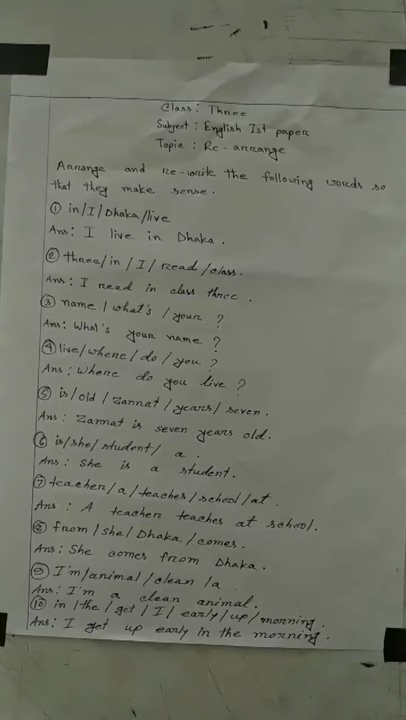 Class: Three
Subject: English Ist paper
Topie: Re-arrange
Arrange and re-write the following words so
that they make sense.
① in/I/Dhaka/live
Ans: I live in Dhaka.
② three/in/I/read/class.
Ans: I read in class three.
③ name/what's/your?
Ans: What's your name?
④ live/where/do/you?
Ans: Where do you live?
⑤ is/old/Zannat/years/seven.
Ans: Zannat is seven years old.
⑥ is/she/student/a.
Ans: She is a student.
⑦ teacher/a/teaches/school/at.
Ans: A teacher teaches at school.
⑧ from/she/Dhaka/comes.
Ans: She comes from Dhaka.
⑨ I'm/animal/clean/a
Ans: I'm a clean animal.
⑩ in/the/get/I/early/up/morning.
Ans: I get up early in the morning.